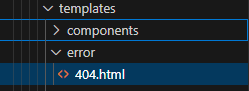 templates
components
error
<> 404.html